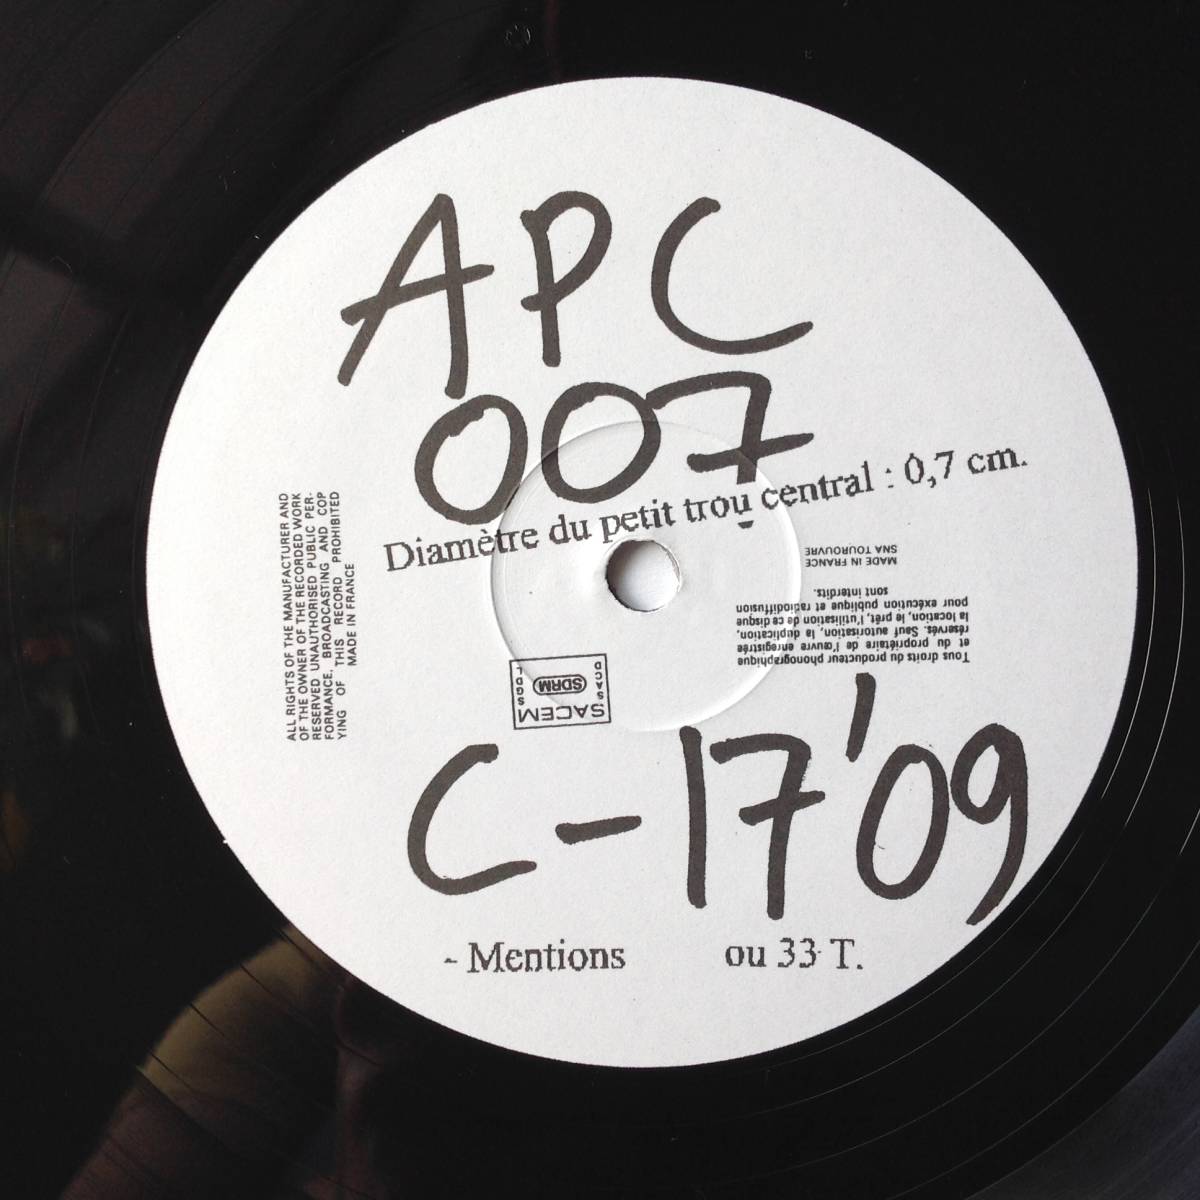 APC
007
Diamètre du petit trou central : 0,7 cm.
ALL RIGHTS OF THE MANUFACTURER AND
OF THE OWNER OF THE RECORDED WORK
RESERVED UNAUTHORISED PUBLIC PER-
FORMANCE, BROADCASTING AND COP
YING OF THIS RECORD PROHIBITED
MADE IN FRANCE
Tous droits du producteur phonographique
et du propriétaire de l'œuvre enregistrée
réservés. Sauf autorisation, la duplication,
la location, le prêt, l'utilisation de ce disque
pour exécution publique et radiodiffusion
sont interdits.
MADE IN FRANCE
SNA TOUROUVRE
SACEM
SACD
SDRM
SGDL
C-17'09
- Mentions ou 33 T.